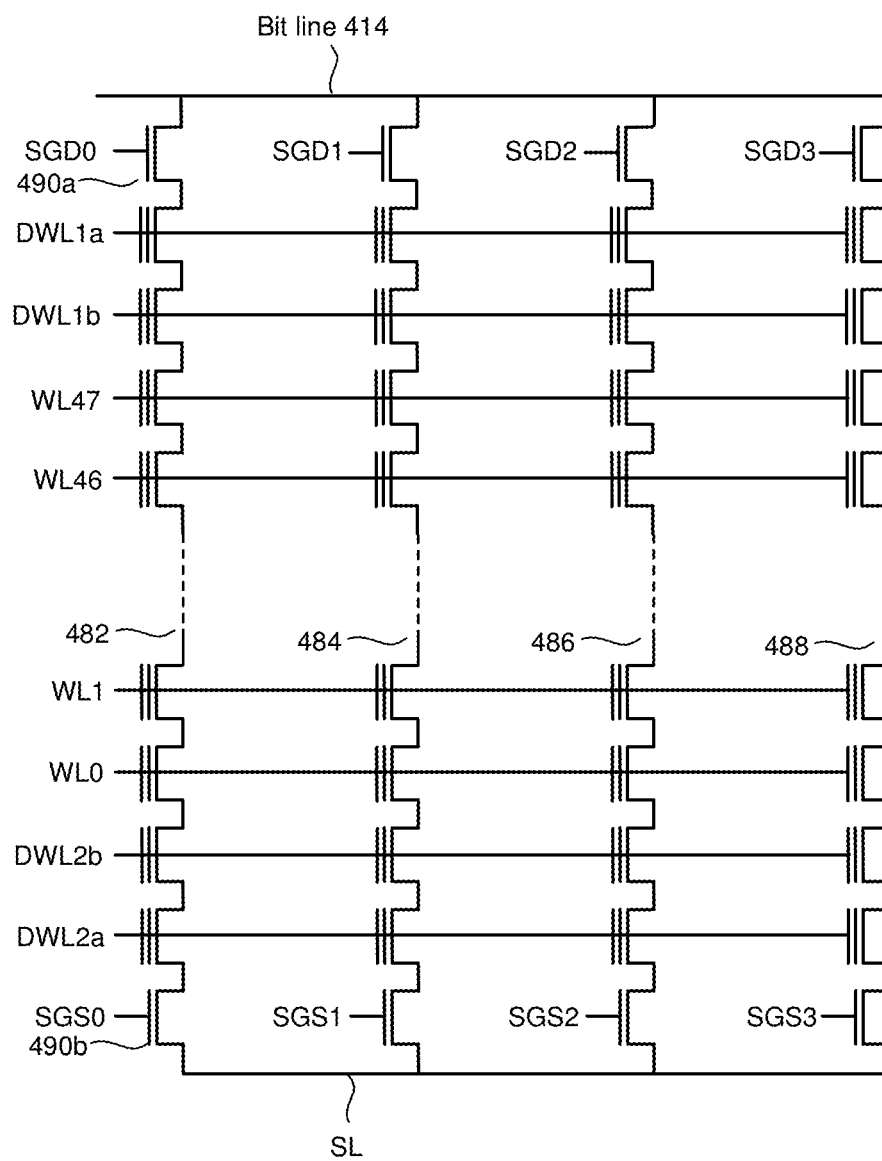 Bit line 414
SGD0 SGD1 SGD2 SGD3
490a
DWL1a
DWL1b
WL47
WL46
482 484 486 488
WL1
WL0
DWL2b
DWL2a
SGS0 SGS1 SGS2 SGS3
490b
SL